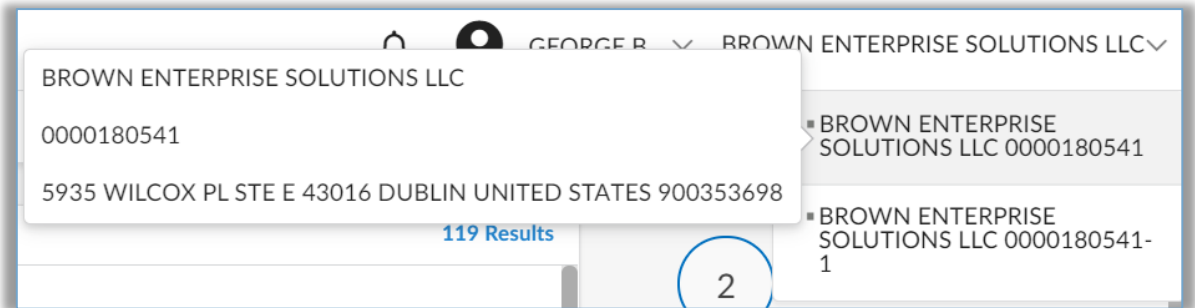 GEORGE B
BROWN ENTERPRISE SOLUTIONS LLC
BROWN ENTERPRISE SOLUTIONS LLC
0000180541
5935 WILCOX PL STE E 43016 DUBLIN UNITED STATES 900353698
BROWN ENTERPRISE
SOLUTIONS LLC 0000180541
BROWN ENTERPRISE
SOLUTIONS LLC 0000180541-
1
119 Results
2